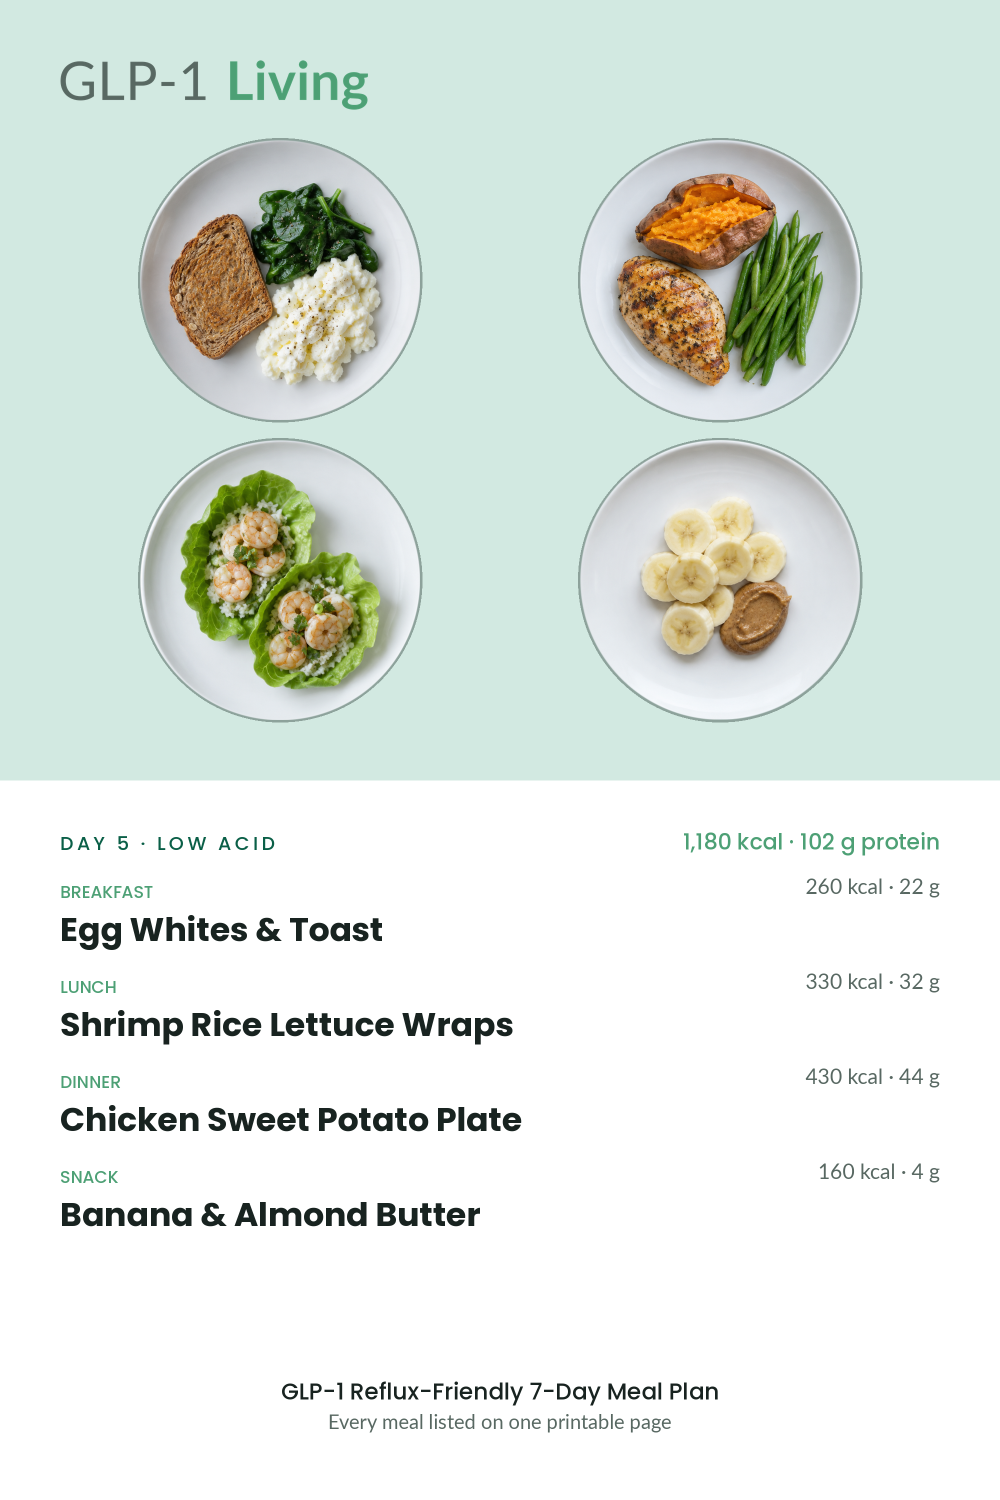 GLP-1 Living
DAY 5 · LOW ACID
1,180 kcal · 102 g protein
BREAKFAST
260 kcal · 22 g
Egg Whites & Toast
LUNCH
330 kcal · 32 g
Shrimp Rice Lettuce Wraps
DINNER
430 kcal · 44 g
Chicken Sweet Potato Plate
SNACK
160 kcal · 4 g
Banana & Almond Butter
GLP-1 Reflux-Friendly 7-Day Meal Plan
Every meal listed on one printable page